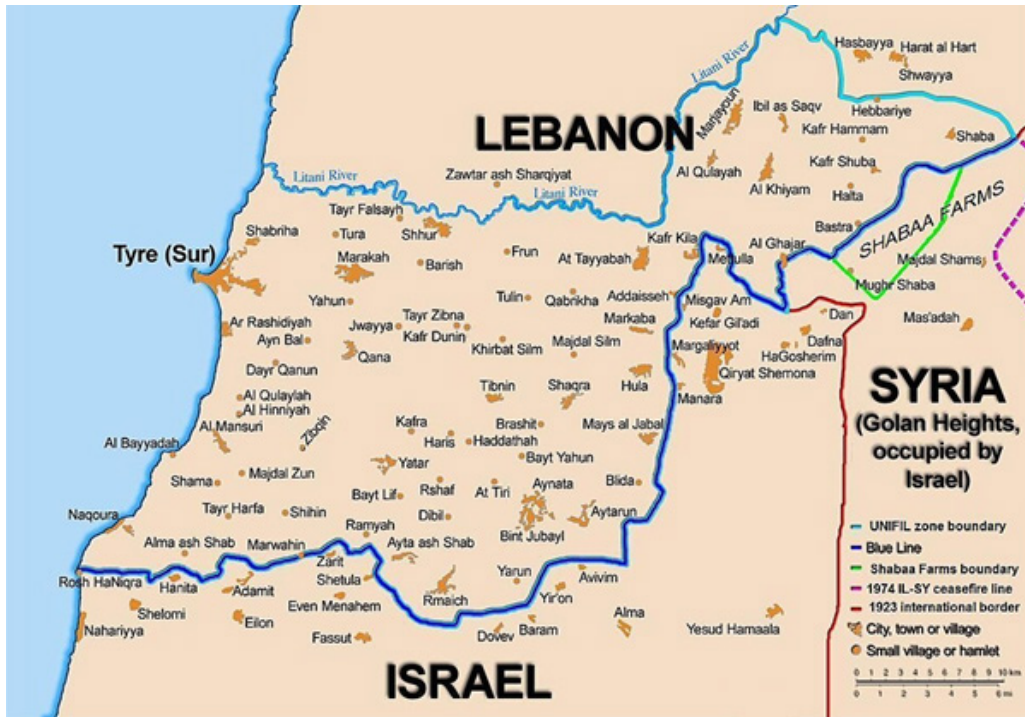 Hasbayya
Harat al Hart
Shwayya
Litani River
Ibil as Saqv
Marjayoun
Hebbariye
LEBANON
Kafr Hammam
Shaba
Al Qulayah
Kafr Shuba
Litani River
Zawtar ash Sharqiyat
Litani River
Al Khiyam
Halta
SHABAA FARMS
Tayr Falsayh
Bastra
Shabriha
Tura
Shhur
Kafr Kila
Al Ghajar
Tyre (Sur)
Marakah
Barish
Frun
At Tayyabah
Metulla
Majdal Shams
Mughr Shaba
Yahun
Tulin
Qabrikha
Addaisseh
Misgav Am
Ar Rashidiyah
Jwayya
Tayr Zibna
Markaba
Kefar Gil'adi
Dan
Mas'adah
Ayn Bal
Kafr Dunin
Khirbat Silm
Majdal Silm
Margaliyyot
Dafna
HaGosherim
Qana
Dayr Qanun
Hula
Qiryat Shemona
Tibnin
Shaqra
Manara
SYRIA
(Golan Heights,
occupied by
Israel)
Al Qulaylah
Al Hinniyah
Al Mansuri
Zibqin
Kafra
Haris
Brashit
Haddathah
Mays al Jabal
Al Bayyadah
Yatar
Bayt Yahun
Shama
Majdal Zun
Bayt Lif
Rshaf
At Tiri
Aynata
Blida
Naqoura
Tayr Harfa
Shihin
Ramyah
Dibil
Bint Jubayl
Aytarun
Alma ash Shab
Marwahin
Zarit
Ayta ash Shab
Rosh HaNiqra
Hanita
Adamit
Shetula
Yarun
Avivim
Even Menahem
Rmaich
Yir'on
Shelomi
Eilon
Alma
Yesud Hamaala
Nahariyya
Fassut
Dovev
Baram
ISRAEL
UNIFIL zone boundary
Blue Line
Shabaa Farms boundary
1974 IL-SY ceasefire line
1923 international border
City, town or village
Small village or hamlet
0 1 2 3 4 5 6 7 8 9 10 km
0 1 2 3 4 5 6 mi